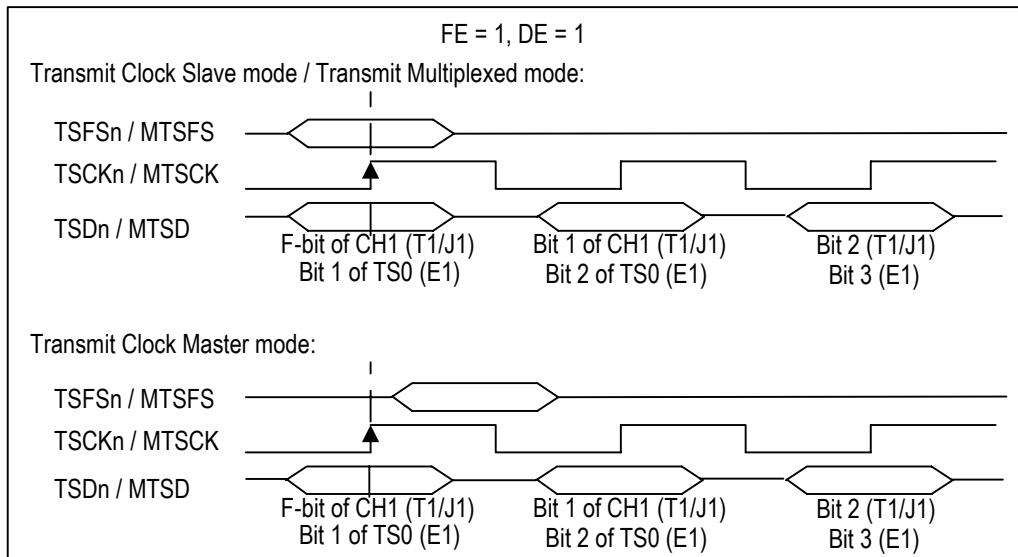 FE = 1, DE = 1
Transmit Clock Slave mode / Transmit Multiplexed mode:
TSFSn / MTSFS
TSCKn / MTSCK
TSDn / MTSD
F-bit of CH1 (T1/J1) Bit 1 of CH1 (T1/J1) Bit 2 (T1/J1)
Bit 1 of TS0 (E1) Bit 2 of TS0 (E1) Bit 3 (E1)
Transmit Clock Master mode:
TSFSn / MTSFS
TSCKn / MTSCK
TSDn / MTSD
F-bit of CH1 (T1/J1) Bit 1 of CH1 (T1/J1) Bit 2 (T1/J1)
Bit 1 of TS0 (E1) Bit 2 of TS0 (E1) Bit 3 (E1)